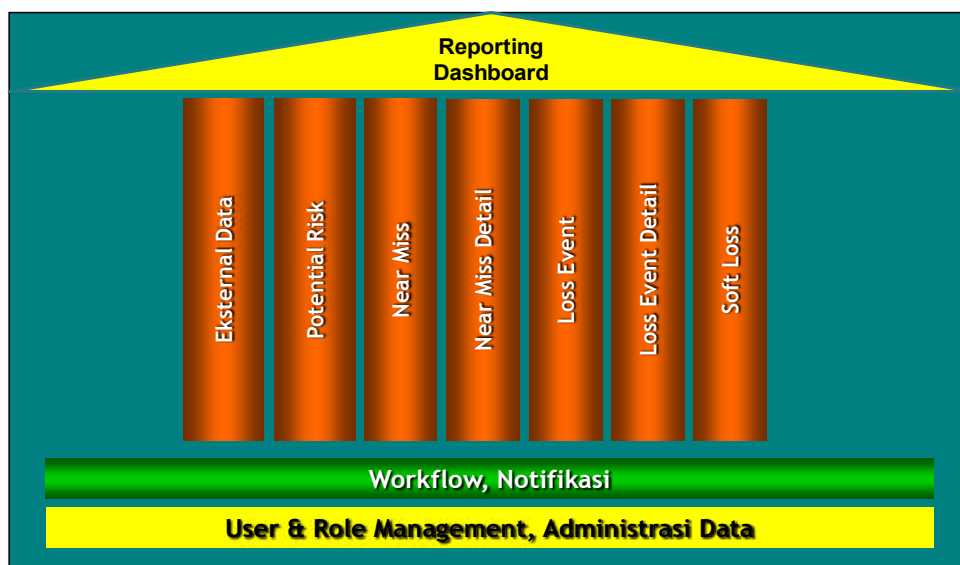 Reporting
Dashboard
Eksternal Data
Potential Risk
Near Miss
Near Miss Detail
Loss Event
Loss Event Detail
Soft Loss
Workflow, Notifikasi
User & Role Management, Administrasi Data